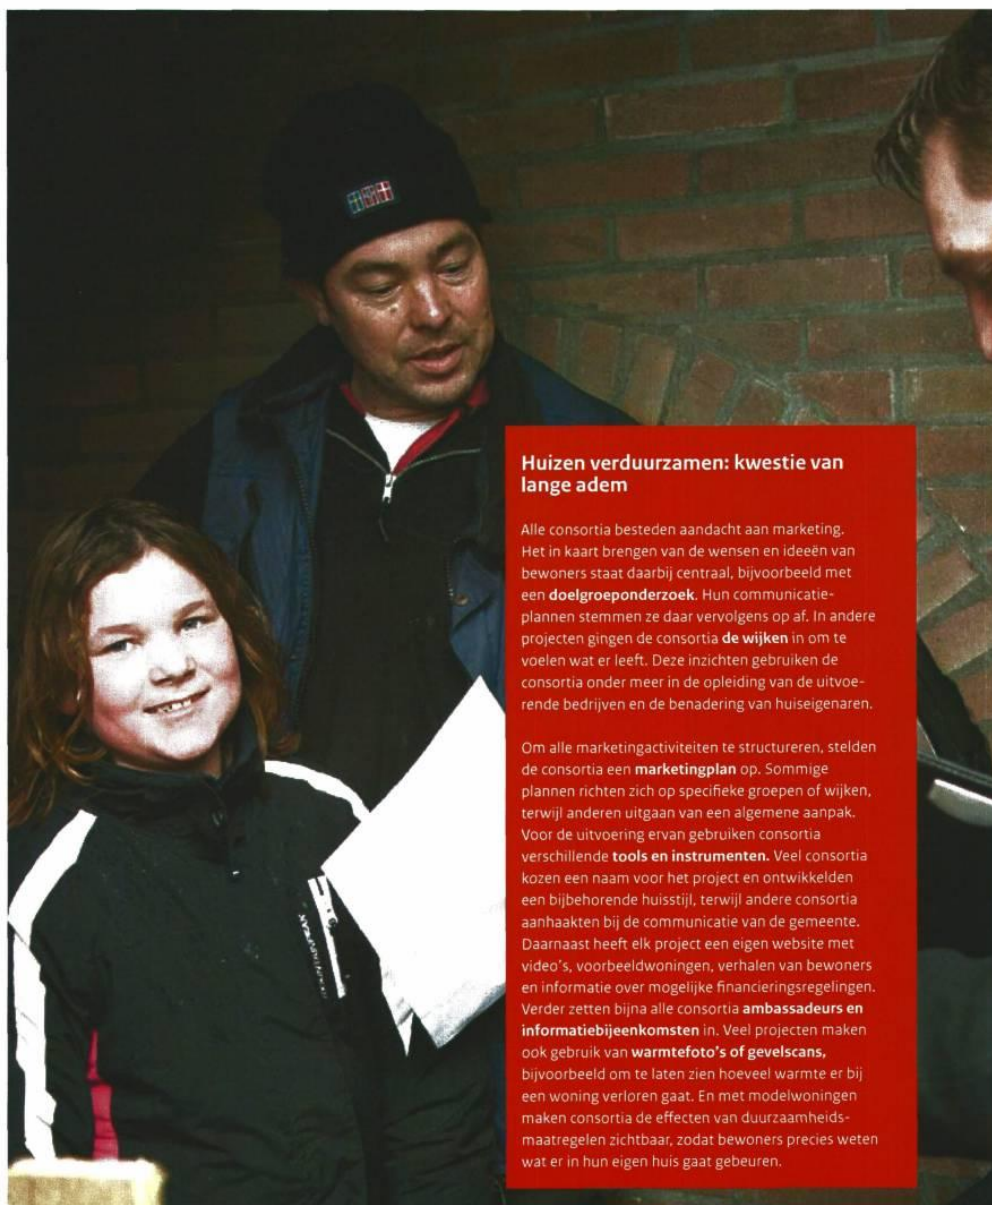 Huizen verduurzamen: kwestie van
lange adem
Alle consortia besteden aandacht aan marketing.
Het in kaart brengen van de wensen en ideeën van
bewoners staat daarbij centraal, bijvoorbeeld met
een doelgroeponderzoek. Hun communicatie-
plannen stemmen ze daar vervolgens op af. In andere
projecten gingen de consortia de wijken in om te
voelen wat er leeft. Deze inzichten gebruiken de
consortia onder meer in de opleiding van de uitvoe-
rende bedrijven en de benadering van huiseigenaren.
Om alle marketingactiviteiten te structureren, stelden
de consortia een marketingplan op. Sommige
plannen richten zich op specifieke groepen of wijken,
terwijl anderen uitgaan van een algemene aanpak.
Voor de uitvoering ervan gebruiken consortia
verschillende tools en instrumenten. Veel consortia
kozen een naam voor het project en ontwikkelden
een bijbehorende huisstijl, terwijl andere consortia
aanhaakten bij de communicatie van de gemeente.
Daarnaast heeft elk project een eigen website met
video's, voorbeeldwoningen, verhalen van bewoners
en informatie over mogelijke financieringsregelingen.
Verder zetten bijna alle consortia ambassadeurs en
informatiebijeenkomsten in. Veel projecten maken
ook gebruik van warmtefoto's of gevelscans,
bijvoorbeeld om te laten zien hoeveel warmte er bij
een woning verloren gaat. En met modelwoningen
maken consortia de effecten van duurzaamheids-
maatregelen zichtbaar, zodat bewoners precies weten
wat er in hun eigen huis gaat gebeuren.